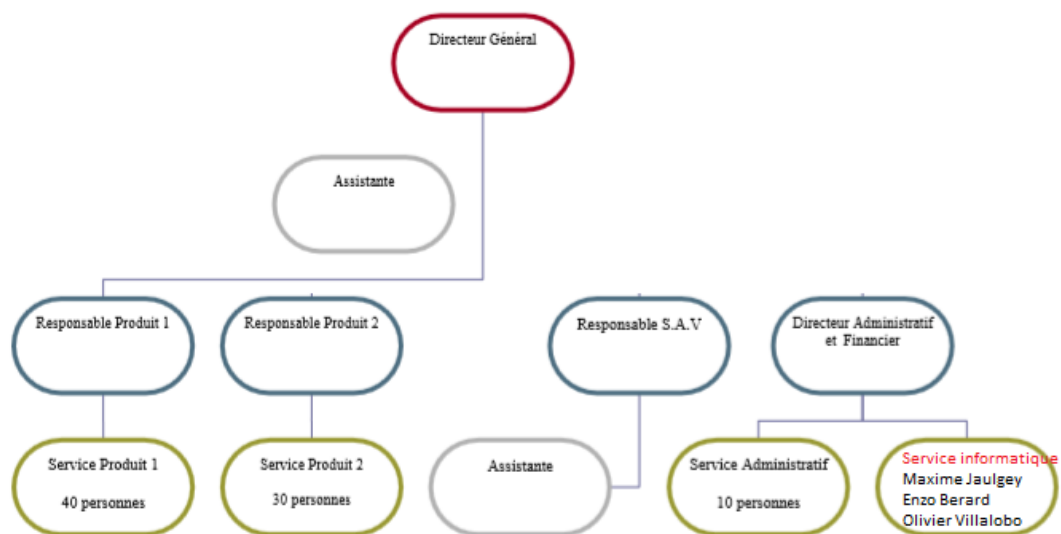 Directeur Général
Assistante
Responsable Produit 1
Responsable Produit 2
Responsable S.A.V
Directeur Administratif
et Financier
Service Produit 1
40 personnes
Service Produit 2
30 personnes
Assistante
Service Administratif
10 personnes
Service informatique
Maxime Jaulgey
Enzo Berard
Olivier Villalobo